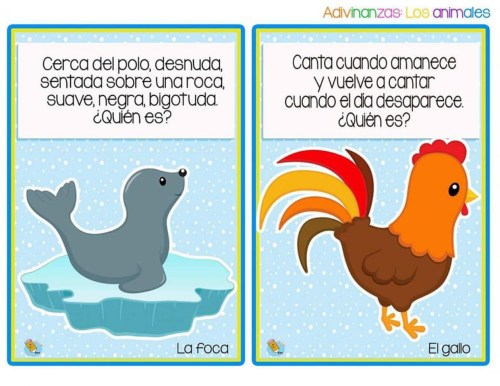 Adivinanzas: Los animales
Cerca del polo, desnuda,
sentada sobre una roca,
suave, negra, bigotuda.
¿Quién es?
La foca
Canta cuando amanece
y vuelve a cantar
cuando el día desaparece.
¿Quién es?
El gallo